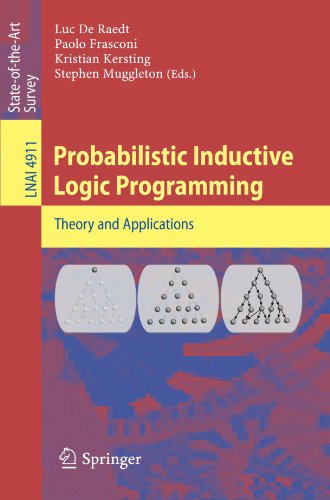 Luc De Raedt
Paolo Frasconi
Kristian Kersting
Stephen Muggleton (Eds.)
State-of-the-Art
Survey
LNAI 4911
Probabilistic Inductive
Logic Programming
Theory and Applications
Springer